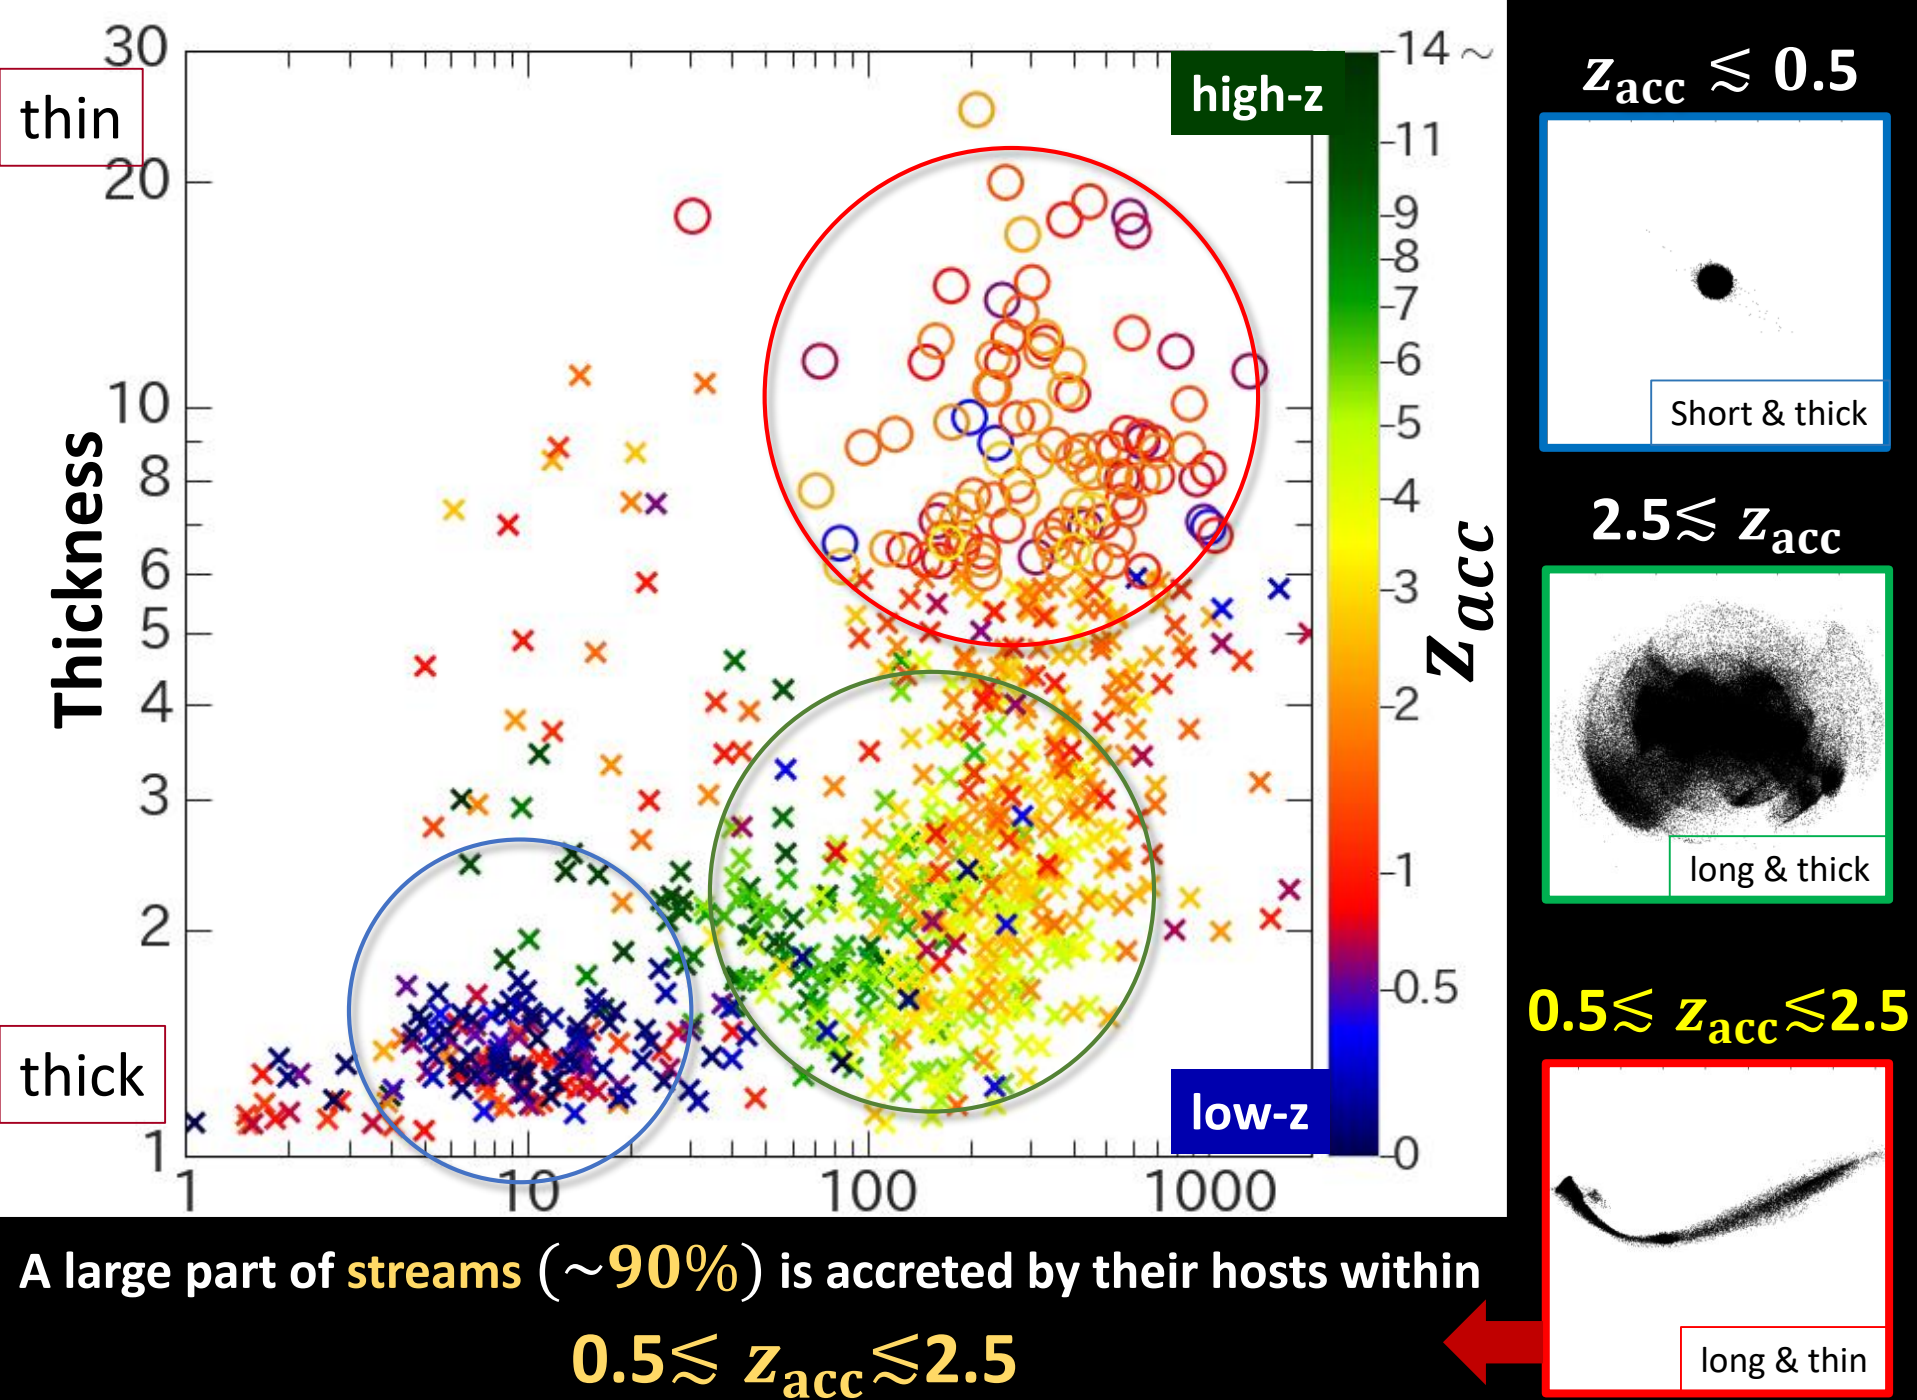 30
thin
20
10
8
6
5
4
3
2
thick
1
Thickness
1
10
100
1000
high-z
low-z
14 ~
11
9
8
7
6
5
4
3
2
1
0.5
0
z_acc
z_acc ≲ 0.5
Short & thick
2.5≲ z_acc
long & thick
0.5≲ z_acc ≲2.5
long & thin
A large part of streams (~90%) is accreted by their hosts within
0.5≲ z_acc ≲2.5